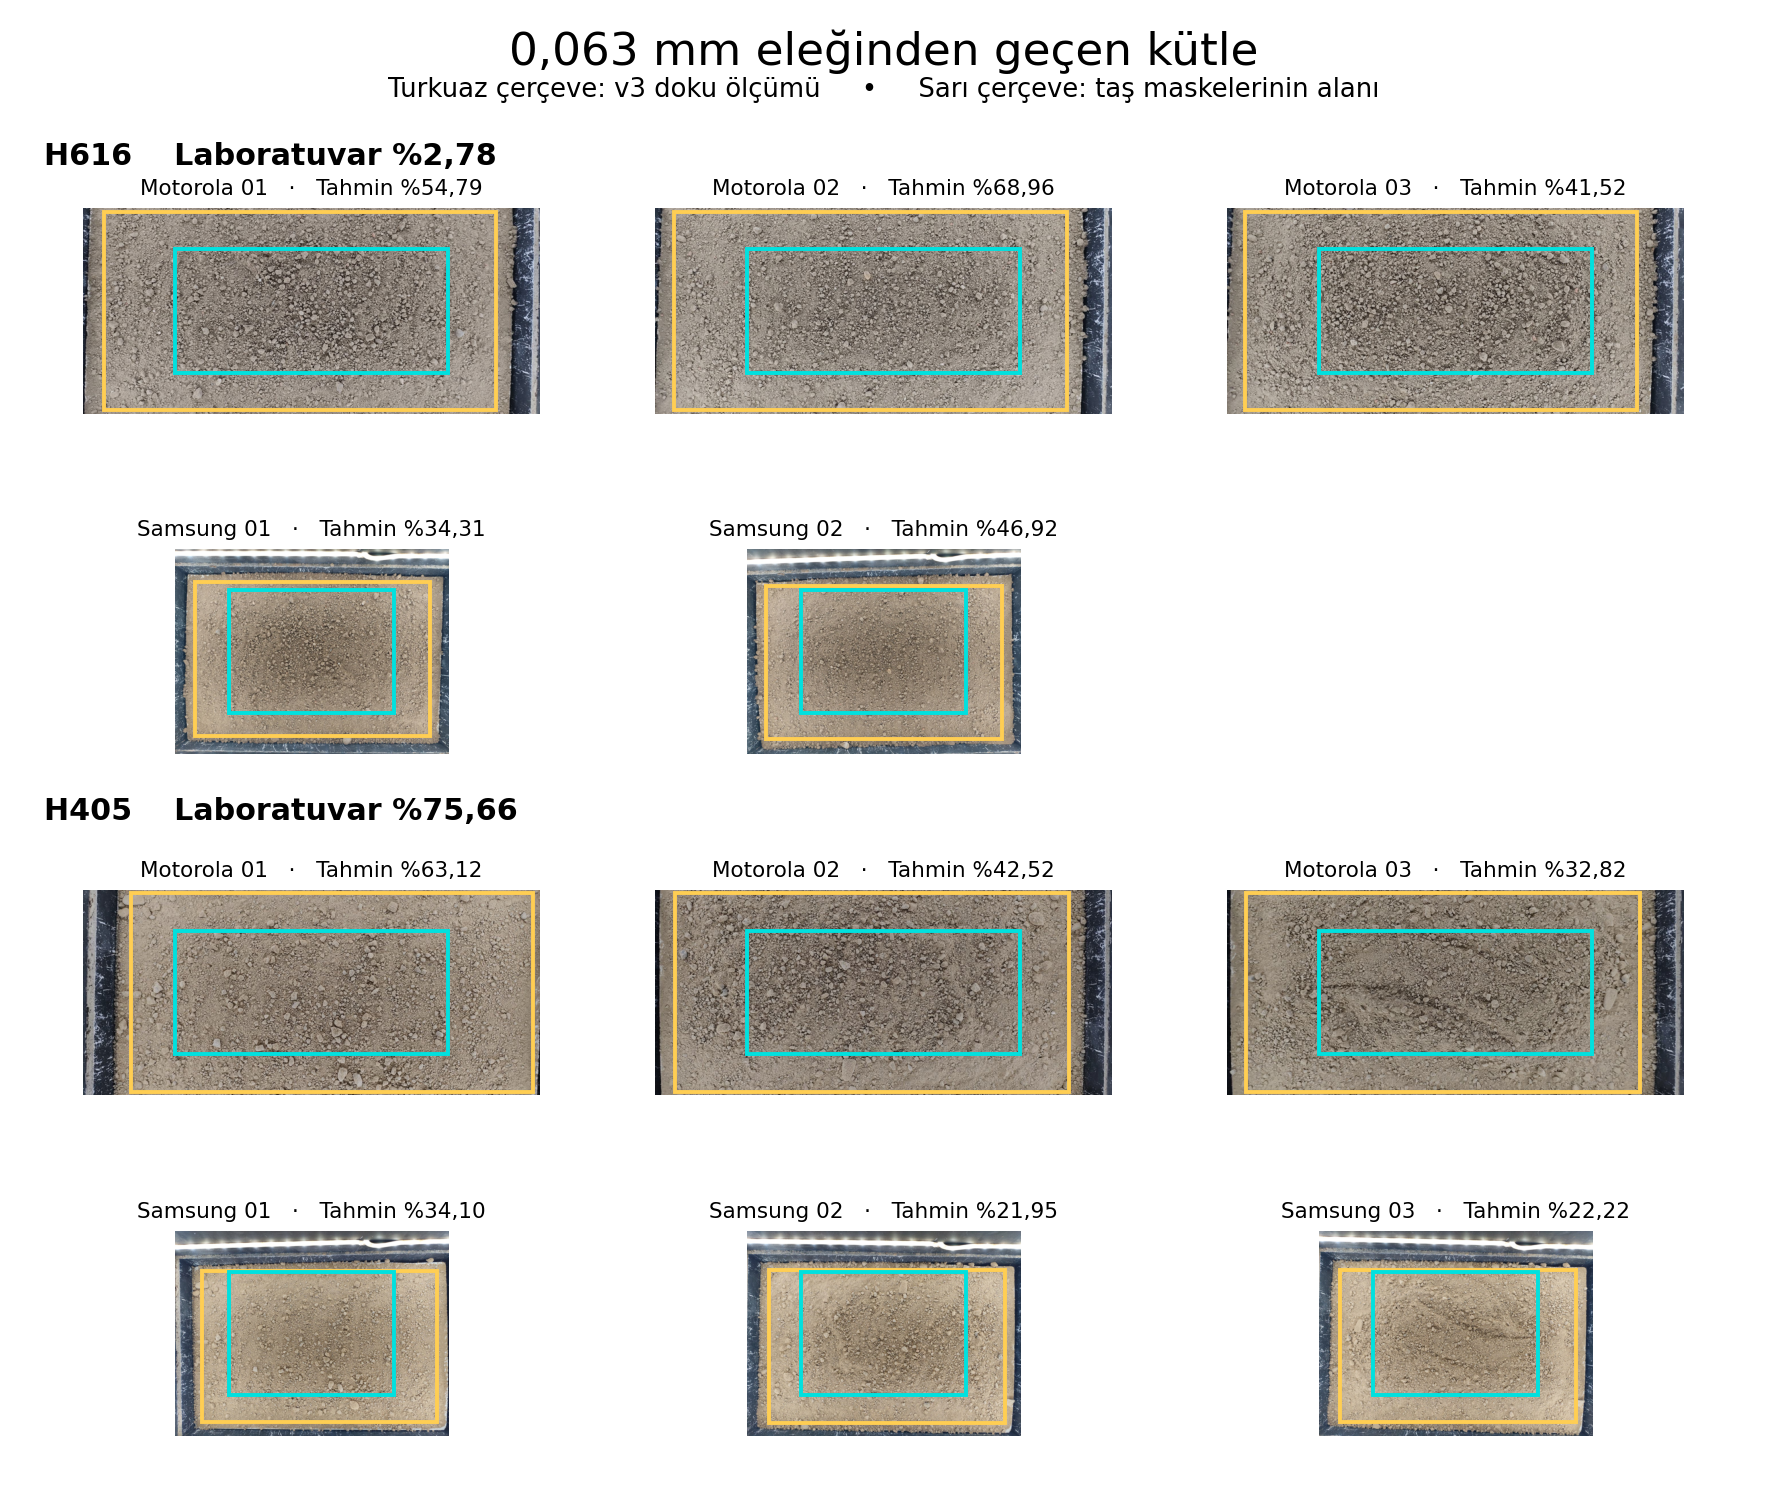 0,063 mm eleğinden geçen kütle
Turkuaz çerçeve: v3 doku ölçümü • Sarı çerçeve: taş maskelerinin alanı
H616 Laboratuvar %2,78
Motorola 01 · Tahmin %54,79
Motorola 02 · Tahmin %68,96
Motorola 03 · Tahmin %41,52
Samsung 01 · Tahmin %34,31
Samsung 02 · Tahmin %46,92
H405 Laboratuvar %75,66
Motorola 01 · Tahmin %63,12
Motorola 02 · Tahmin %42,52
Motorola 03 · Tahmin %32,82
Samsung 01 · Tahmin %34,10
Samsung 02 · Tahmin %21,95
Samsung 03 · Tahmin %22,22